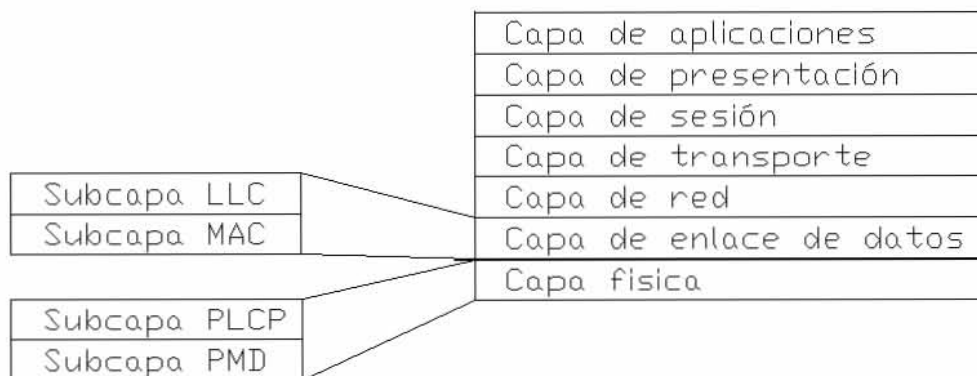 Capa de aplicaciones
Capa de presentación
Capa de sesión
Capa de transporte
Capa de red
Capa de enlace de datos
Capa fisica
Subcapa LLC
Subcapa MAC
Subcapa PLCP
Subcapa PMD